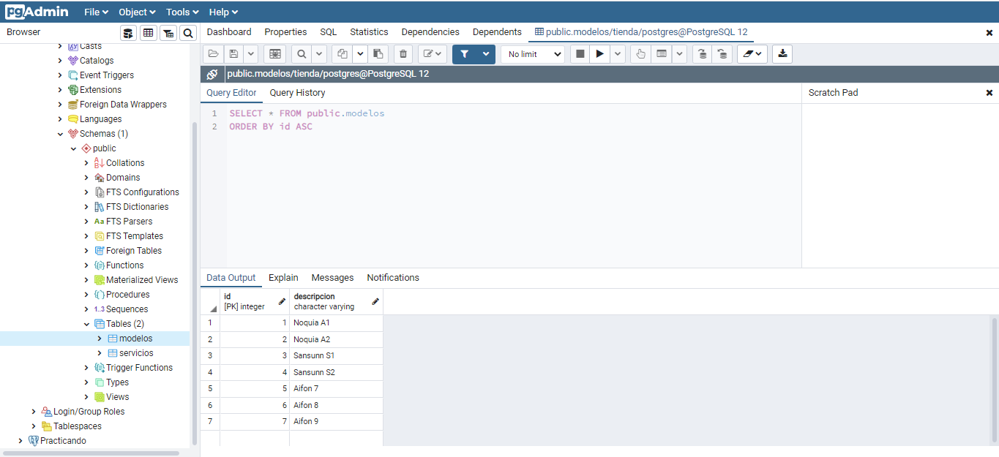 pgAdmin File Object Tools Help
Browser
Dashboard Properties SQL Statistics Dependencies Dependents public.modelos/tienda/postgres@PostgreSQL 12
Casts
Catalogs
Event Triggers
Extensions
Foreign Data Wrappers
Languages
Schemas (1)
public
Collations
Domains
FTS Configurations
FTS Dictionaries
Aa FTS Parsers
FTS Templates
Foreign Tables
Functions
Materialized Views
Procedures
1..3 Sequences
Tables (2)
modelos
servicios
Trigger Functions
Types
Views
Login/Group Roles
Tablespaces
Practicando
No limit
public.modelos/tienda/postgres@PostgreSQL 12
Query Editor Query History
Scratch Pad
1 SELECT * FROM public.modelos
2 ORDER BY id ASC
Data Output Explain Messages Notifications
id descripcion
[PK] integer character varying
1 1 Noquia A1
2 2 Noquia A2
3 3 Sansunn S1
4 4 Sansunn S2
5 5 Aifon 7
6 6 Aifon 8
7 7 Aifon 9